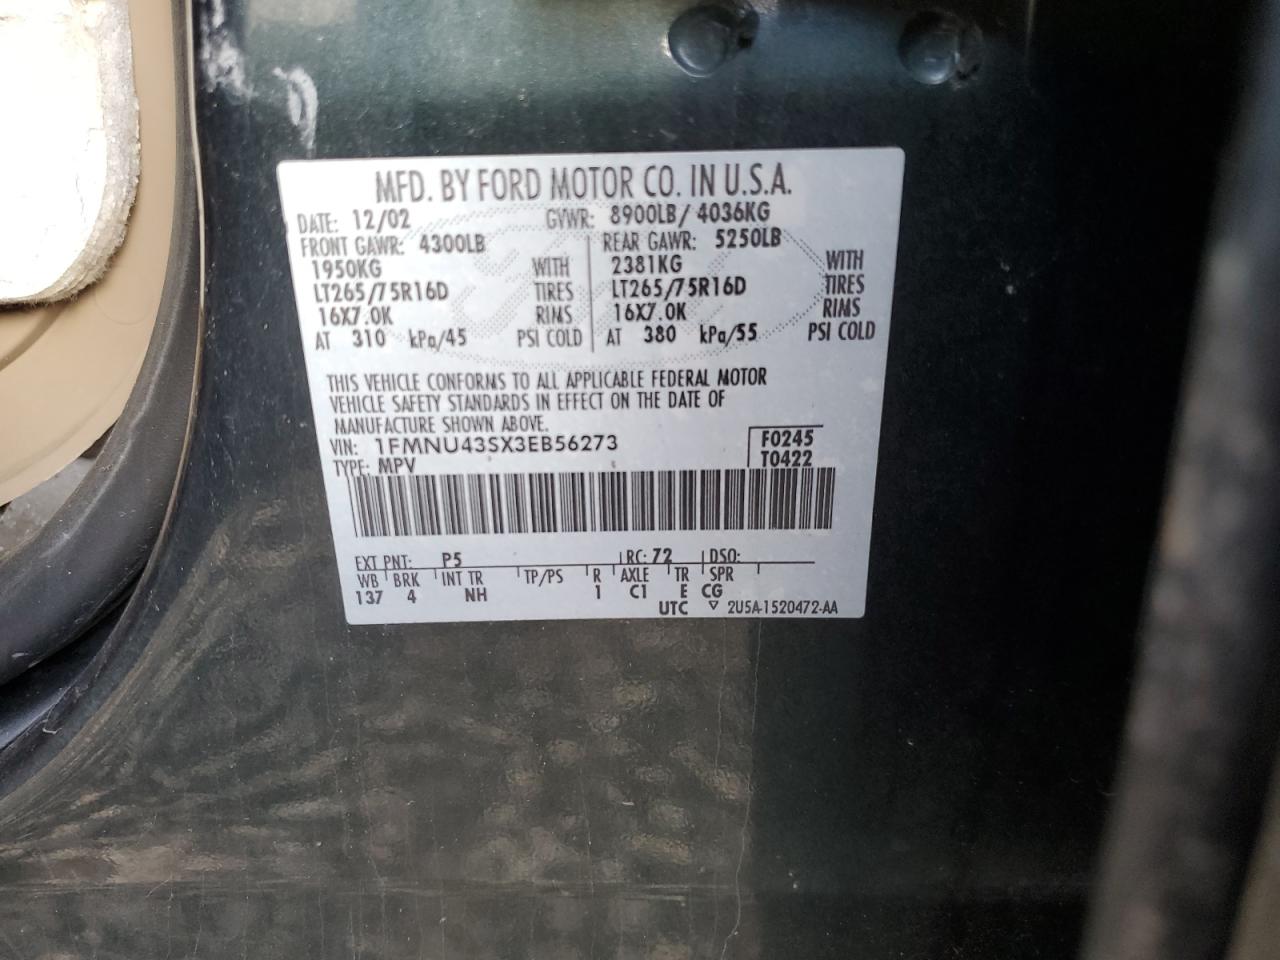 MFD. BY FORD MOTOR CO. IN U.S.A.
DATE: 12/02 GVWR: 8900LB/ 4036KG
FRONT GAWR: 4300LB REAR GAWR: 5250LB
1950KG WITH 2381KG WITH
LT265/75R16D TIRES LT265/75R16D TIRES
16X7.0K RIMS 16X7.0K RIMS
AT 310 kPa/45 PSI COLD AT 380 kPa/55 PSI COLD
THIS VEHICLE CONFORMS TO ALL APPLICABLE FEDERAL MOTOR
VEHICLE SAFETY STANDARDS IN EFFECT ON THE DATE OF
MANUFACTURE SHOWN ABOVE.
VIN: 1FMNU43SX3EB56273 F0245
TYPE: MPV T0422
EXT PNT: P5 RC: 72 DSO:
WB BRK INT TR TP/PS R AXLE TR SPR
137 4 NH 1 C1 E CG
UTC ▽ 2U5A-1520472-AA